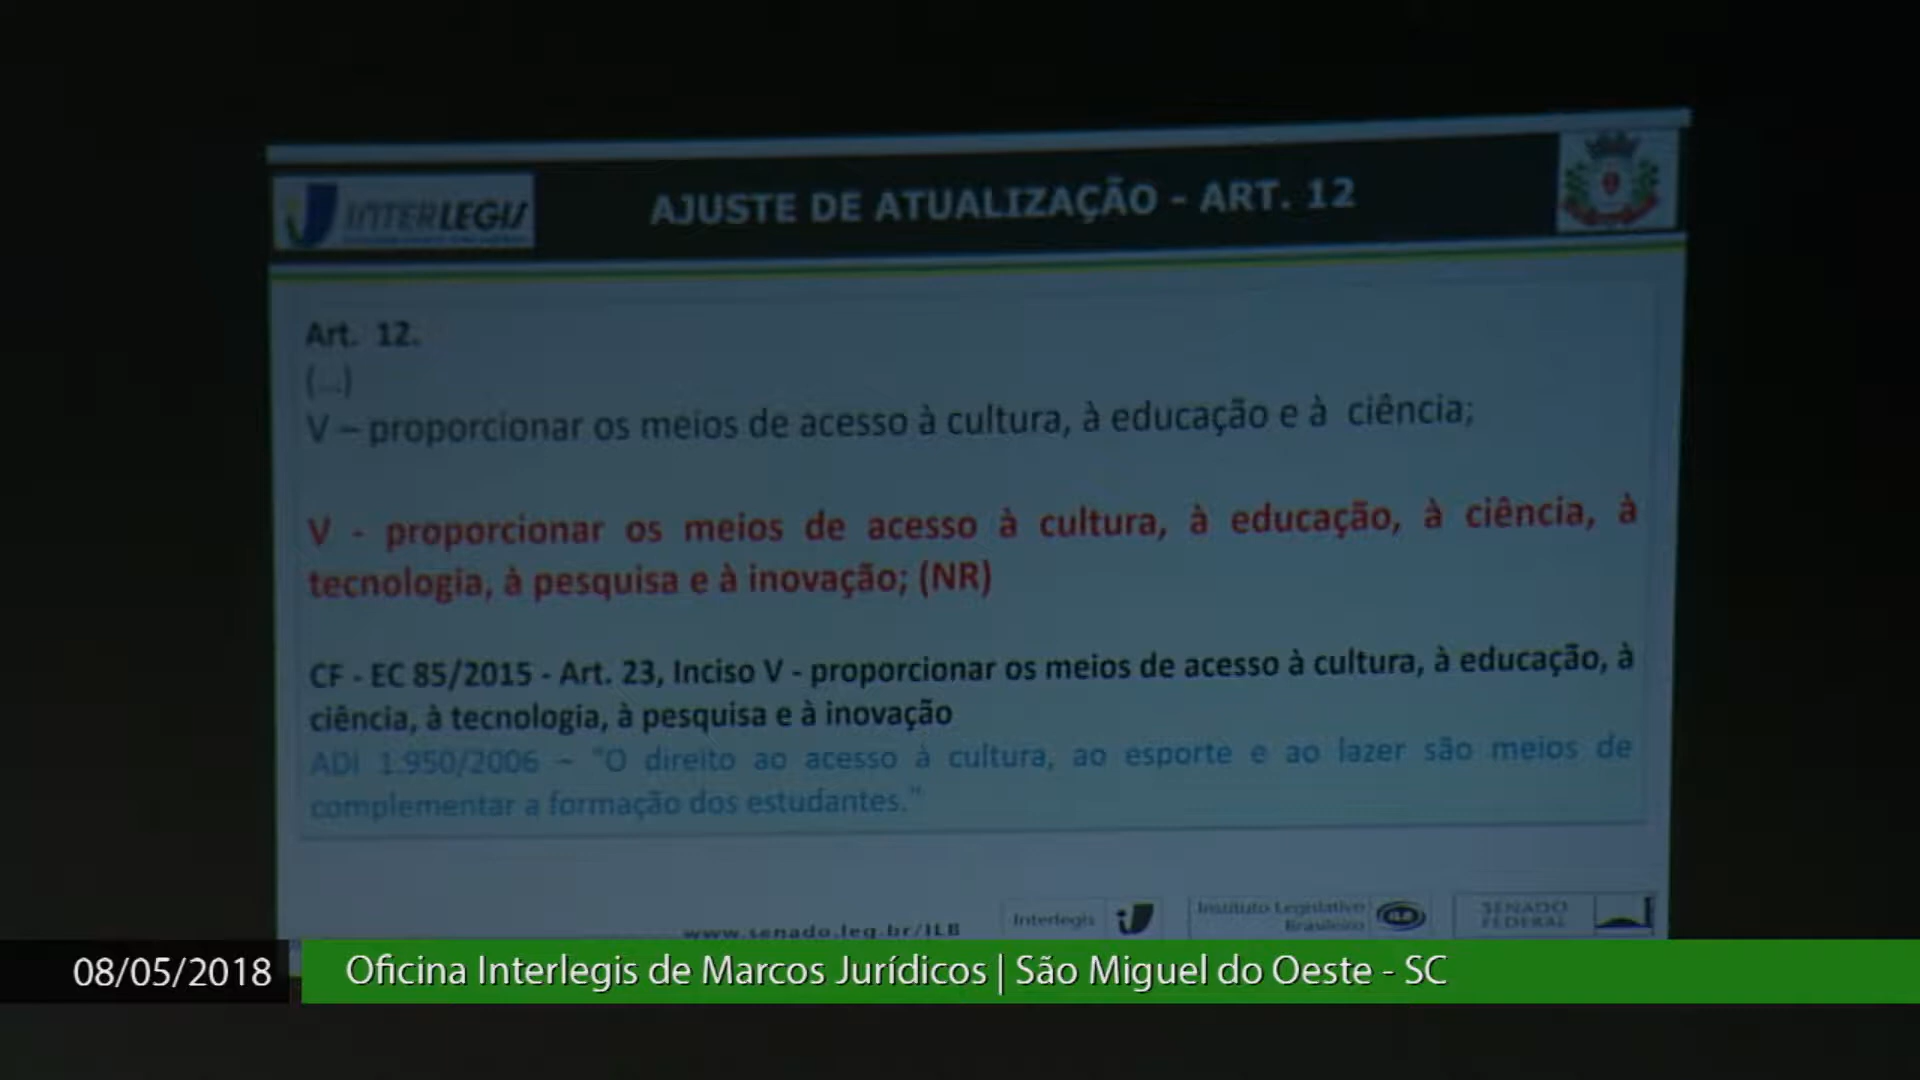 INTERLEGIS
AJUSTE DE ATUALIZAÇÃO - ART. 12
Art. 12.
(...)
V – proporcionar os meios de acesso à cultura, à educação e à ciência;
V - proporcionar os meios de acesso à cultura, à educação, à ciência, à
tecnologia, à pesquisa e à inovação; (NR)
CF - EC 85/2015 - Art. 23, Inciso V - proporcionar os meios de acesso à cultura, à educação, à
ciência, à tecnologia, à pesquisa e à inovação
ADI 1.950/2006 – "O direito ao acesso à cultura, ao esporte e ao lazer são meios de
complementar a formação dos estudantes."
www.senado.leg.br/ILB
Interlegis
Instituto Legislativo
Brasileiro
ILB
SENADO
FEDERAL
08/05/2018
Oficina Interlegis de Marcos Jurídicos | São Miguel do Oeste - SC